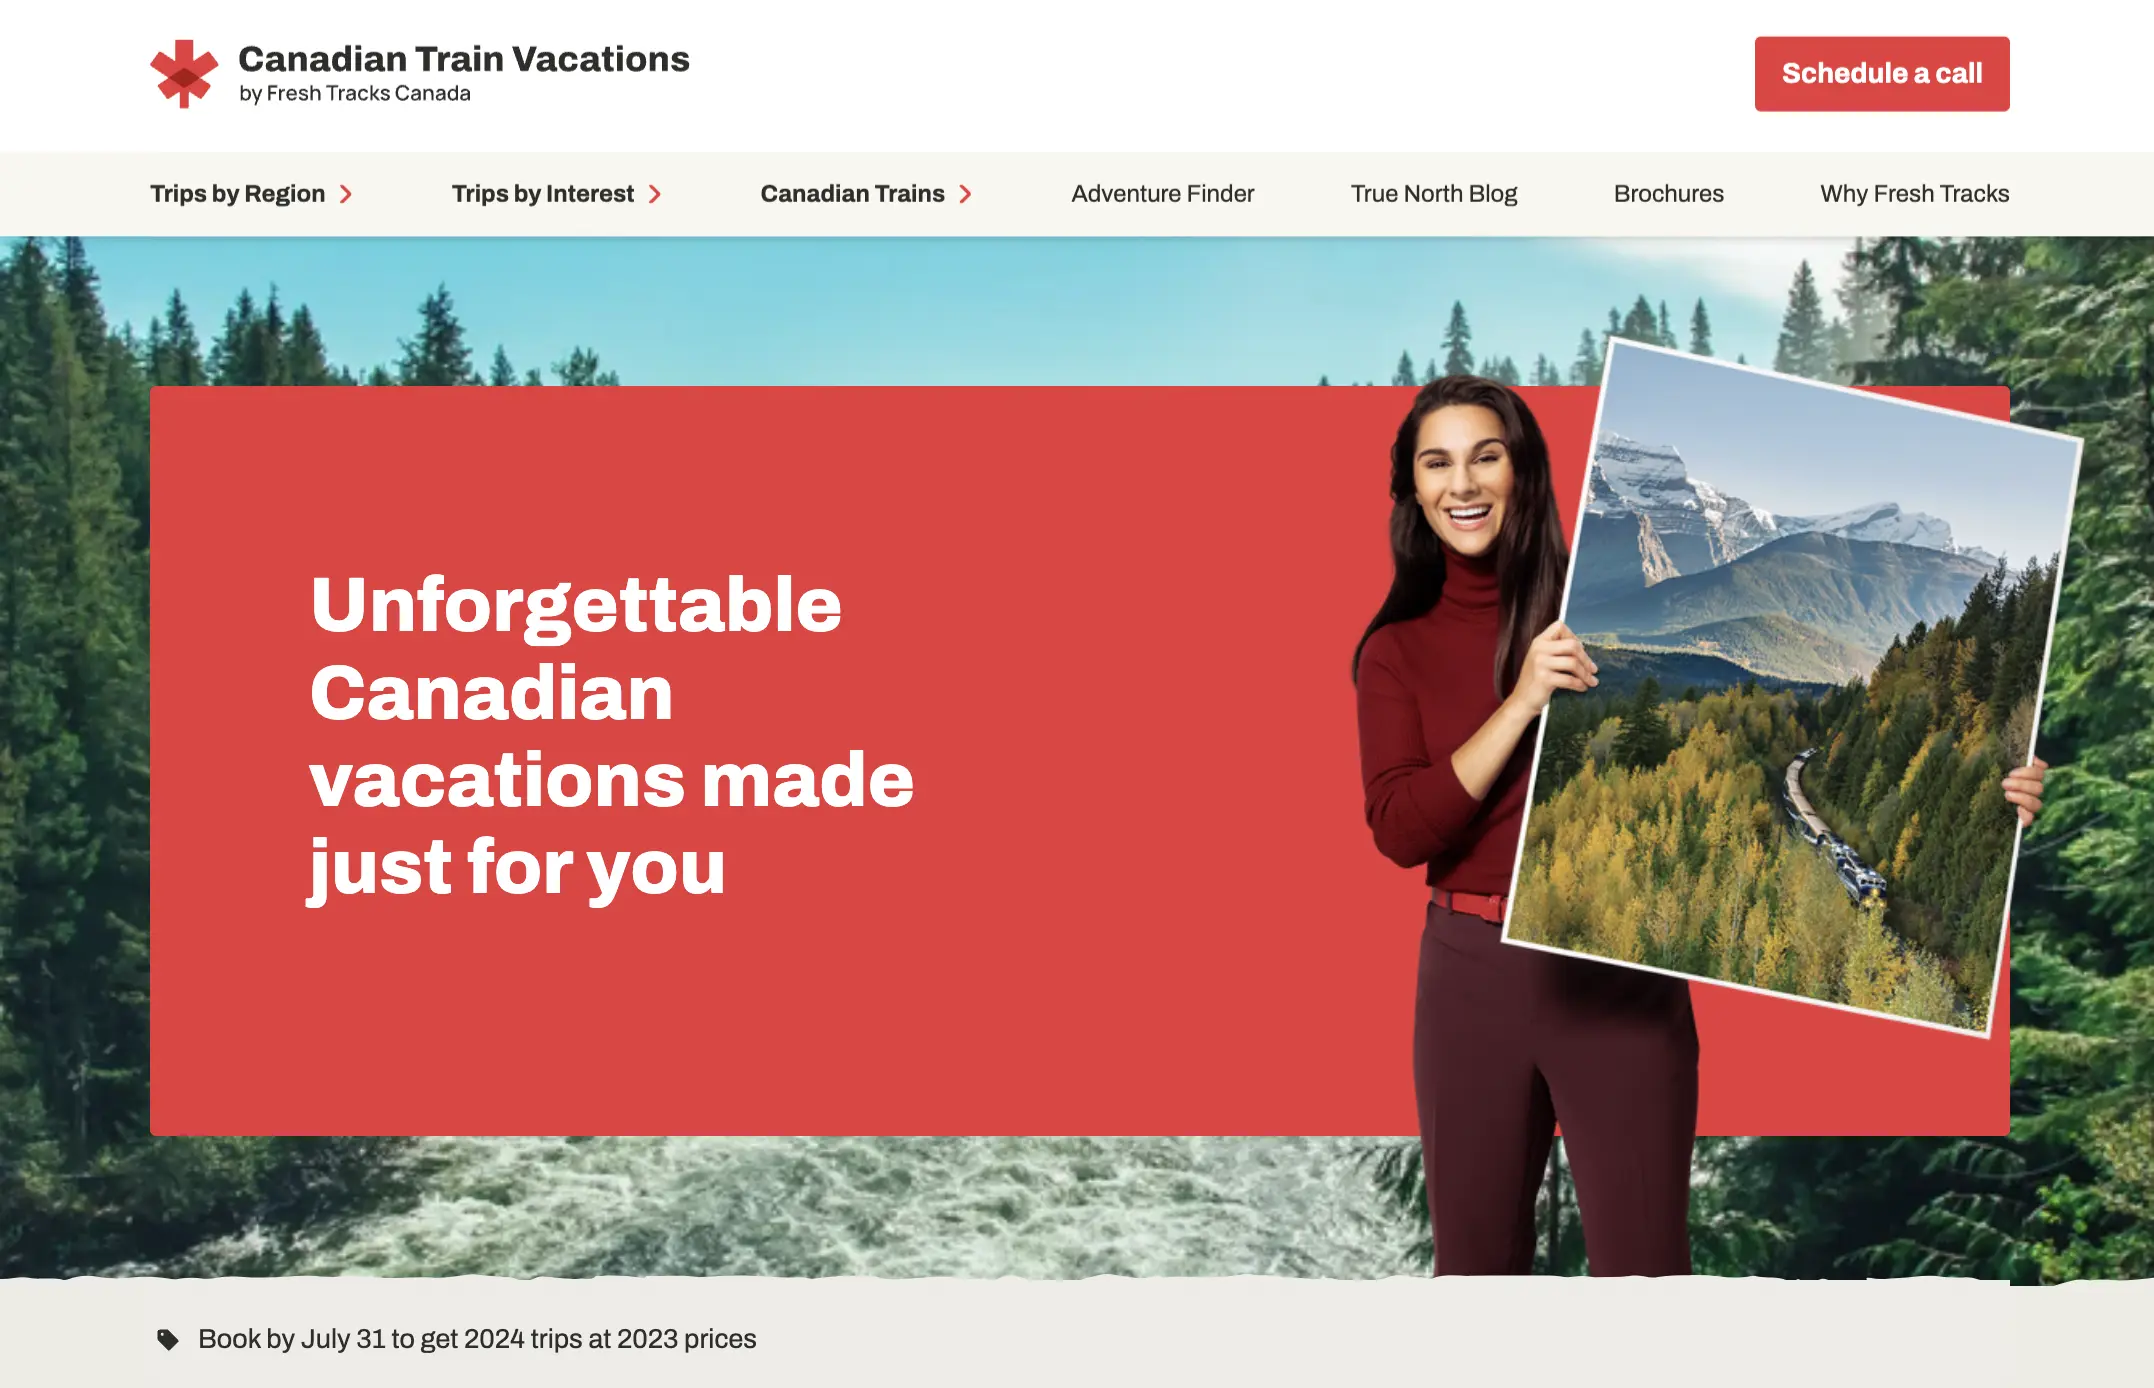 Canadian Train Vacations
by Fresh Tracks Canada
Schedule a call
Trips by Region
Trips by Interest
Canadian Trains
Adventure Finder
True North Blog
Brochures
Why Fresh Tracks
Unforgettable
Canadian
vacations made
just for you
Book by July 31 to get 2024 trips at 2023 prices